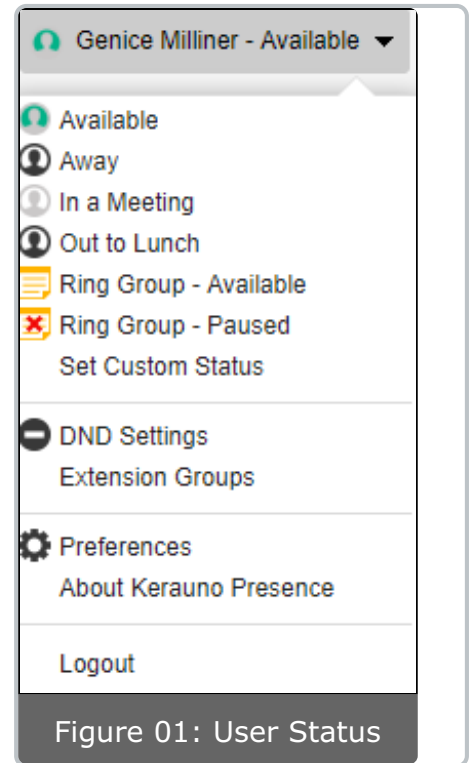 Genice Milliner - Available
Available
Away
In a Meeting
Out to Lunch
Ring Group - Available
Ring Group - Paused
Set Custom Status
DND Settings
Extension Groups
Preferences
About Kerauno Presence
Logout
Figure 01: User Status